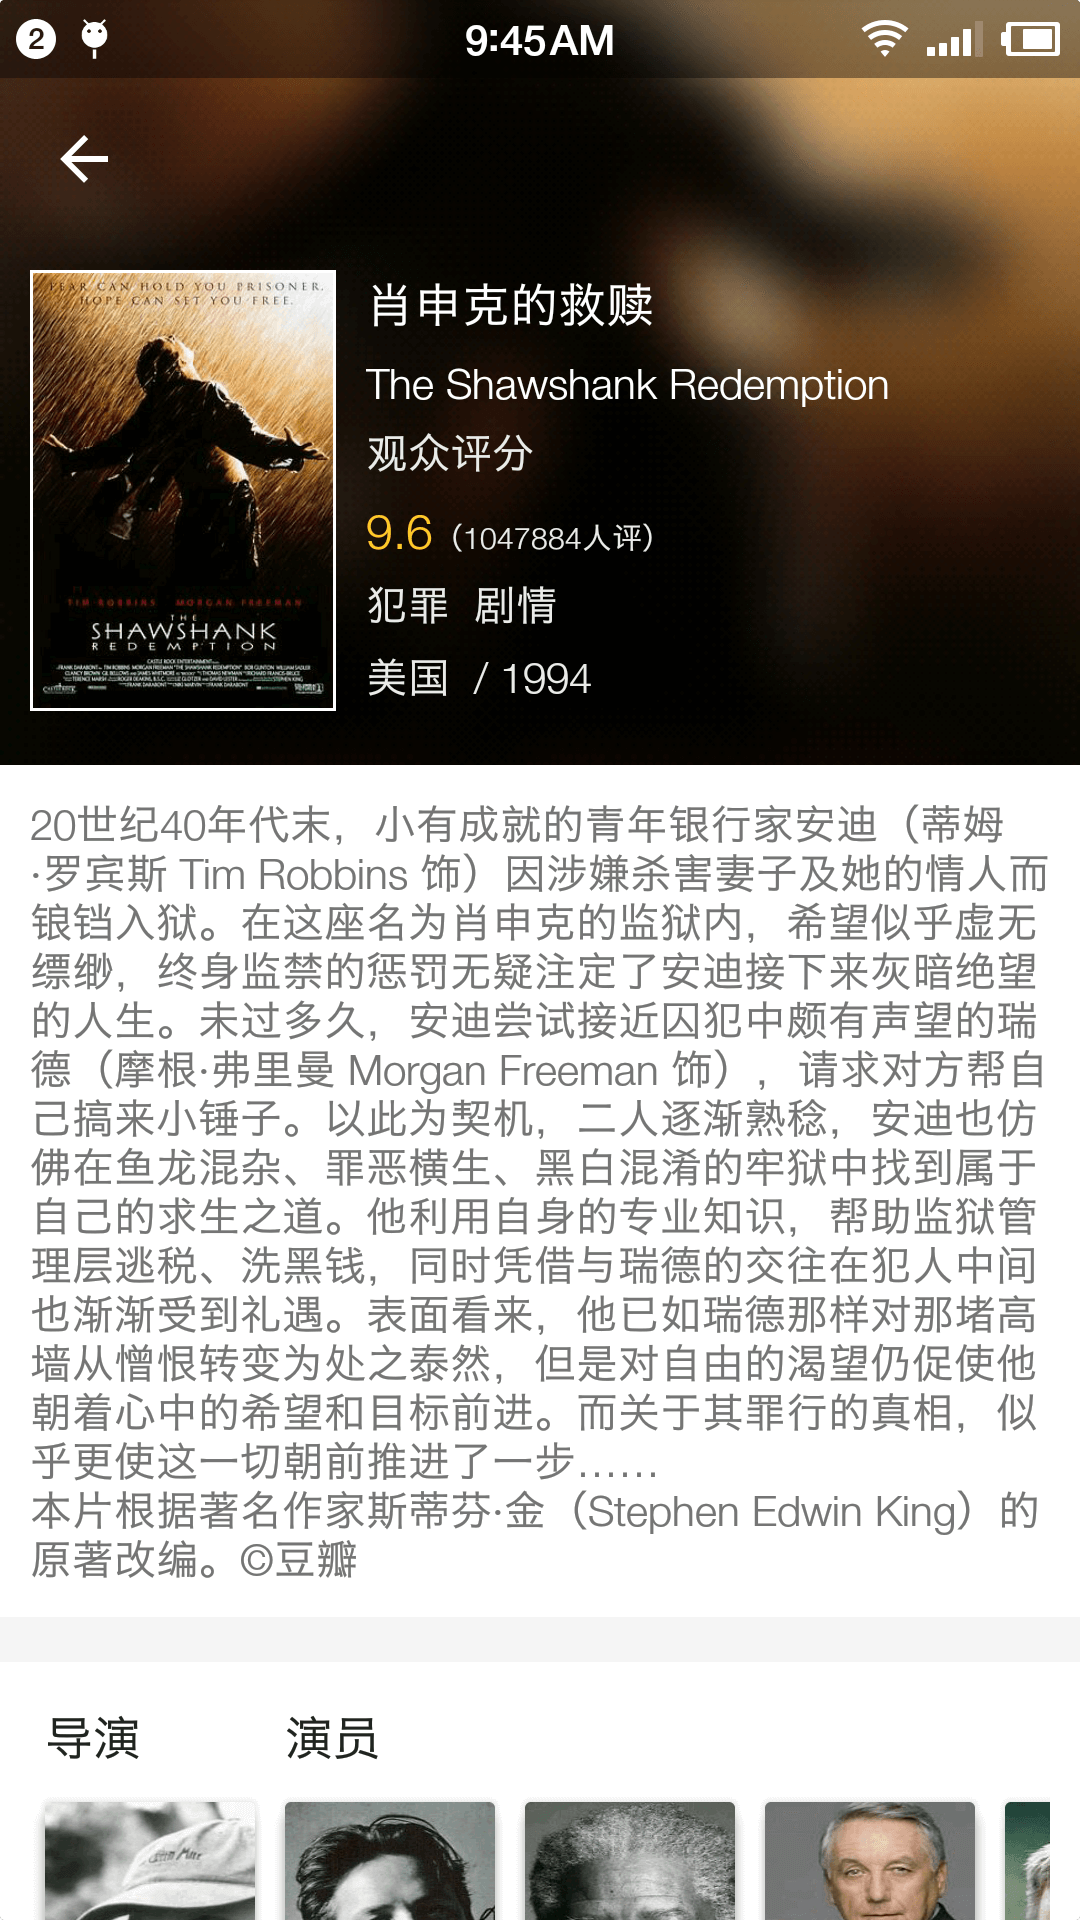 2
9:45AM
FEAR CAN HOLD YOU PRISONER.
HOPE CAN SET YOU FREE.
TIM ROBBINS MORGAN FREEMAN
THE
SHAWSHANK
REDEMPTION
肖申克的救赎
The Shawshank Redemption
观众评分
9.6（1047884人评）
犯罪 剧情
美国 / 1994
20世纪40年代末，小有成就的青年银行家安迪（蒂姆
·罗宾斯 Tim Robbins 饰）因涉嫌杀害妻子及她的情人而
锒铛入狱。在这座名为肖申克的监狱内，希望似乎虚无
缥缈，终身监禁的惩罚无疑注定了安迪接下来灰暗绝望
的人生。未过多久，安迪尝试接近囚犯中颇有声望的瑞
德（摩根·弗里曼 Morgan Freeman 饰），请求对方帮自
己搞来小锤子。以此为契机，二人逐渐熟稔，安迪也仿
佛在鱼龙混杂、罪恶横生、黑白混淆的牢狱中找到属于
自己的求生之道。他利用自身的专业知识，帮助监狱管
理层逃税、洗黑钱，同时凭借与瑞德的交往在犯人中间
也渐渐受到礼遇。表面看来，他已如瑞德那样对那堵高
墙从憎恨转变为处之泰然，但是对自由的渴望仍促使他
朝着心中的希望和目标前进。而关于其罪行的真相，似
乎更使这一切朝前推进了一步……
本片根据著名作家斯蒂芬·金（Stephen Edwin King）的
原著改编。©豆瓣
导演 演员